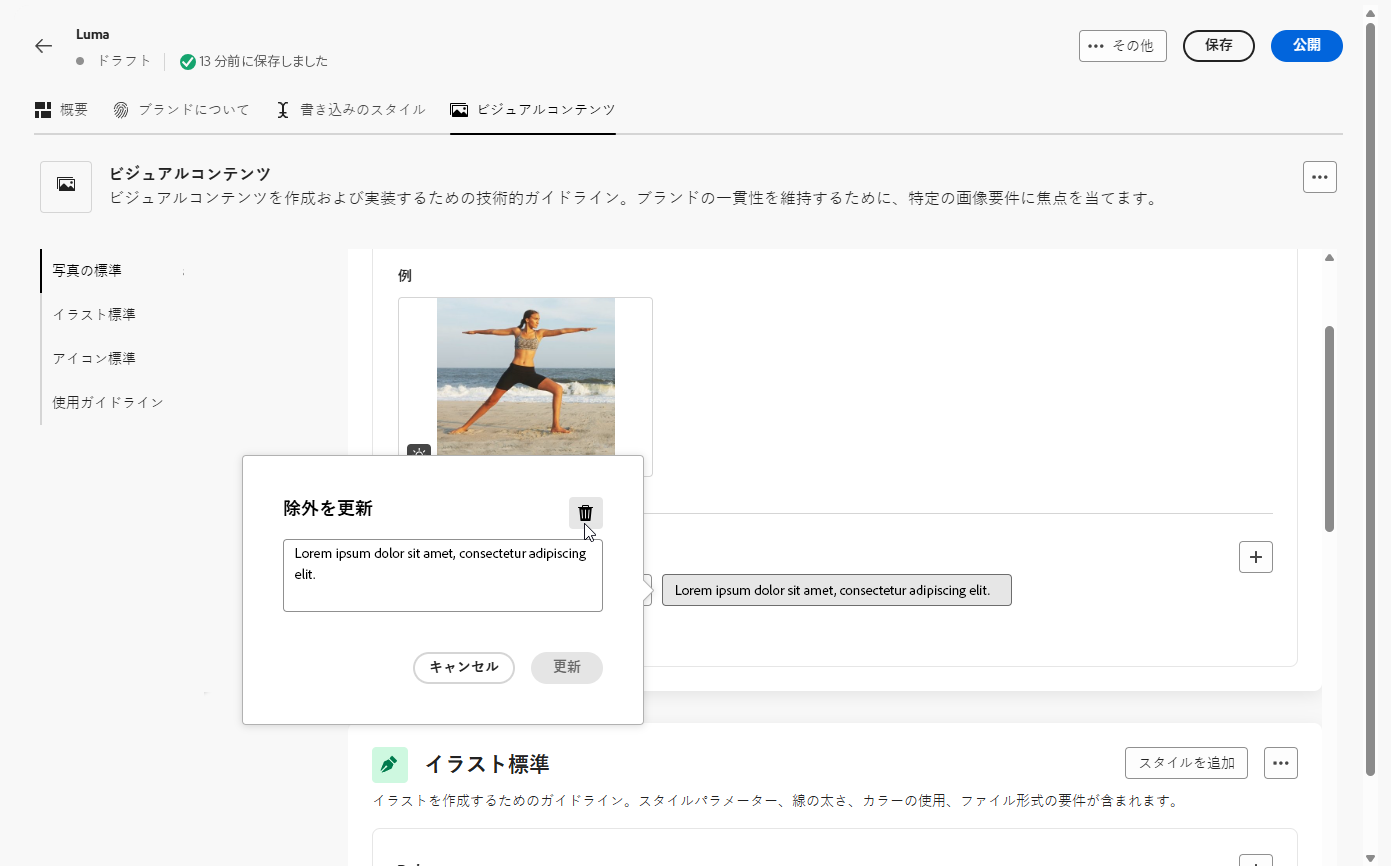 Luma
ドラフト
13 分前に保存しました
その他
保存
公開
概要
ブランドについて
書き込みのスタイル
ビジュアルコンテンツ
ビジュアルコンテンツ
ビジュアルコンテンツを作成および実装するための技術的ガイドライン。ブランドの一貫性を維持するために、特定の画像要件に焦点を当てます。
写真の標準
イラスト標準
アイコン標準
使用ガイドライン
例
除外を更新
Lorem ipsum dolor sit amet, consectetur adipiscing
elit.
キャンセル
更新
Lorem ipsum dolor sit amet, consectetur adipiscing elit.
イラスト標準
スタイルを追加
イラストを作成するためのガイドライン。スタイルパラメーター、線の太さ、カラーの使用、ファイル形式の要件が含まれます。